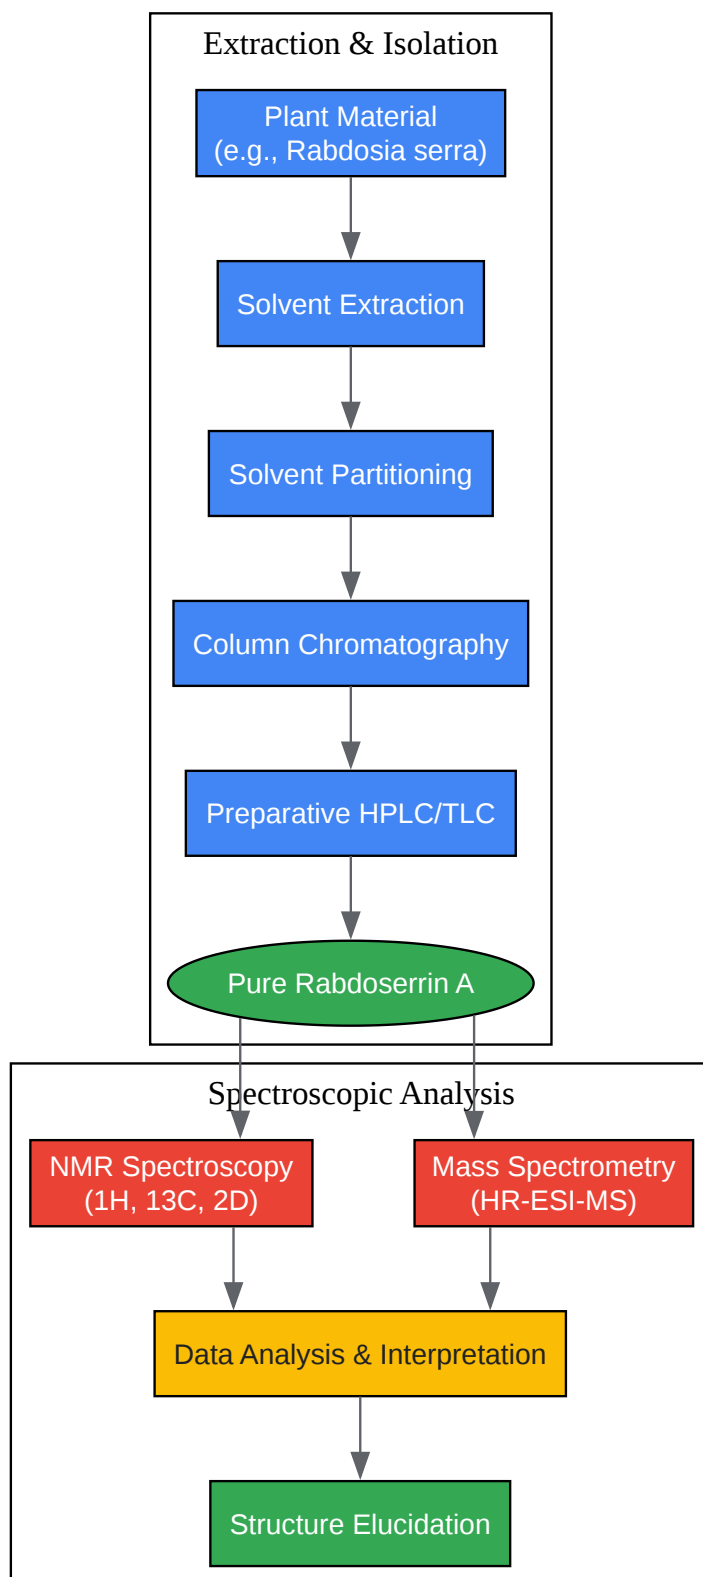 Extraction & Isolation
Plant Material
(e.g., Rabdosia serra)
Solvent Extraction
Solvent Partitioning
Column Chromatography
Preparative HPLC/TLC
Pure Rabdoserrin A
Spectroscopic Analysis
NMR Spectroscopy
(1H, 13C, 2D)
Mass Spectrometry
(HR-ESI-MS)
Data Analysis & Interpretation
Structure Elucidation